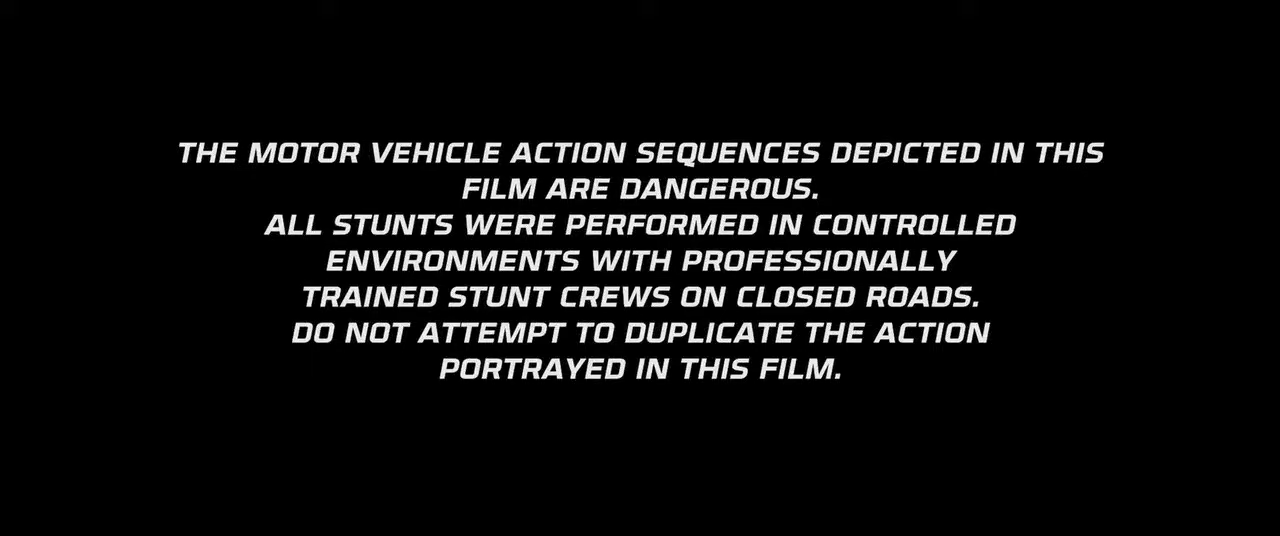 THE MOTOR VEHICLE ACTION SEQUENCES DEPICTED IN THIS
FILM ARE DANGEROUS.
ALL STUNTS WERE PERFORMED IN CONTROLLED
ENVIRONMENTS WITH PROFESSIONALLY
TRAINED STUNT CREWS ON CLOSED ROADS.
DO NOT ATTEMPT TO DUPLICATE THE ACTION
PORTRAYED IN THIS FILM.